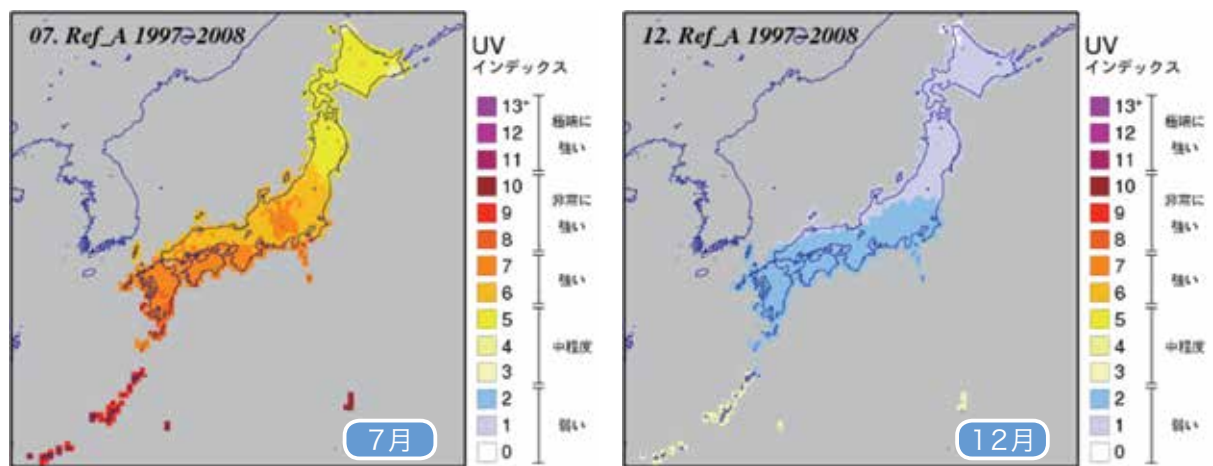 07. Ref_A 1997-2008
UV
インデックス
13+
12
11
10
9
8
7
6
5
4
3
2
1
0
極端に
強い
非常に
強い
強い
中程度
弱い
7月
12. Ref_A 1997-2008
UV
インデックス
13+
12
11
10
9
8
7
6
5
4
3
2
1
0
極端に
強い
非常に
強い
強い
中程度
弱い
12月